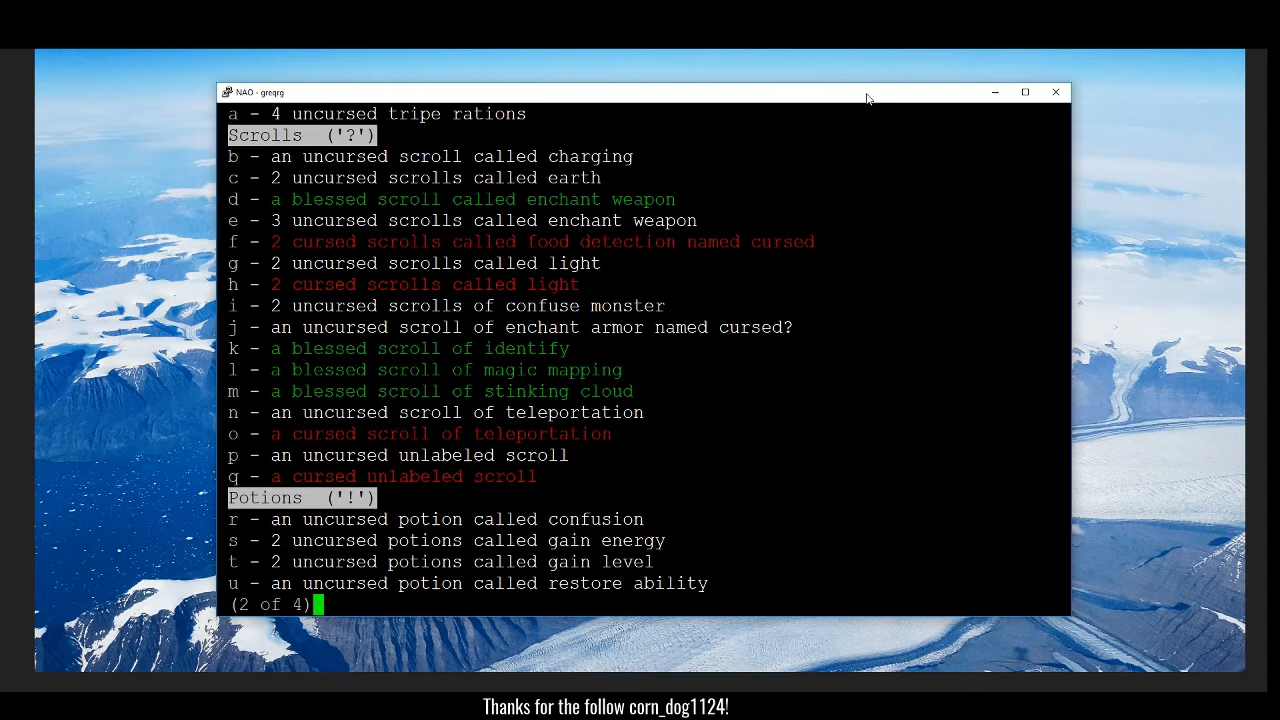 NAO - greqrg
a - 4 uncursed tripe rations
Scrolls ('?')
b - an uncursed scroll called charging
c - 2 uncursed scrolls called earth
d - a blessed scroll called enchant weapon
e - 3 uncursed scrolls called enchant weapon
f - 2 cursed scrolls called food detection named cursed
g - 2 uncursed scrolls called light
h - 2 cursed scrolls called light
i - 2 uncursed scrolls of confuse monster
j - an uncursed scroll of enchant armor named cursed?
k - a blessed scroll of identify
l - a blessed scroll of magic mapping
m - a blessed scroll of stinking cloud
n - an uncursed scroll of teleportation
o - a cursed scroll of teleportation
p - an uncursed unlabeled scroll
q - a cursed unlabeled scroll
Potions ('!')
r - an uncursed potion called confusion
s - 2 uncursed potions called gain energy
t - 2 uncursed potions called gain level
u - an uncursed potion called restore ability
(2 of 4)
Thanks for the follow corn_dog1124!